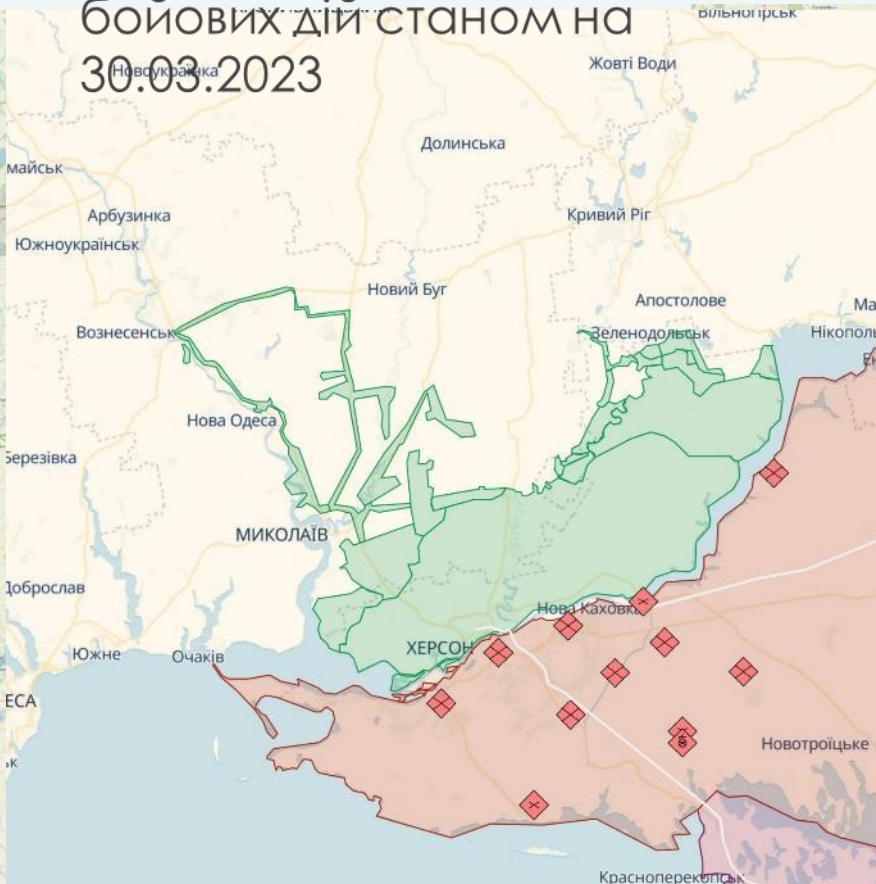 бойових дій станом на
30.03.2023
Вільногірськ
Новоукраїнка
Жовті Води
Долинська
майськ
Арбузинка
Кривий Ріг
Южноукраїнськ
Новий Буг
Апостолове
Вознесенськ
Зеленодольськ
Нікополь
Нова Одеса
Березівка
МИКОЛАЇВ
Доброслав
Нова Каховка
Южне
Очаків
ХЕРСОН
ЕСА
Новотроїцьке
ьк
Красноперекопськ